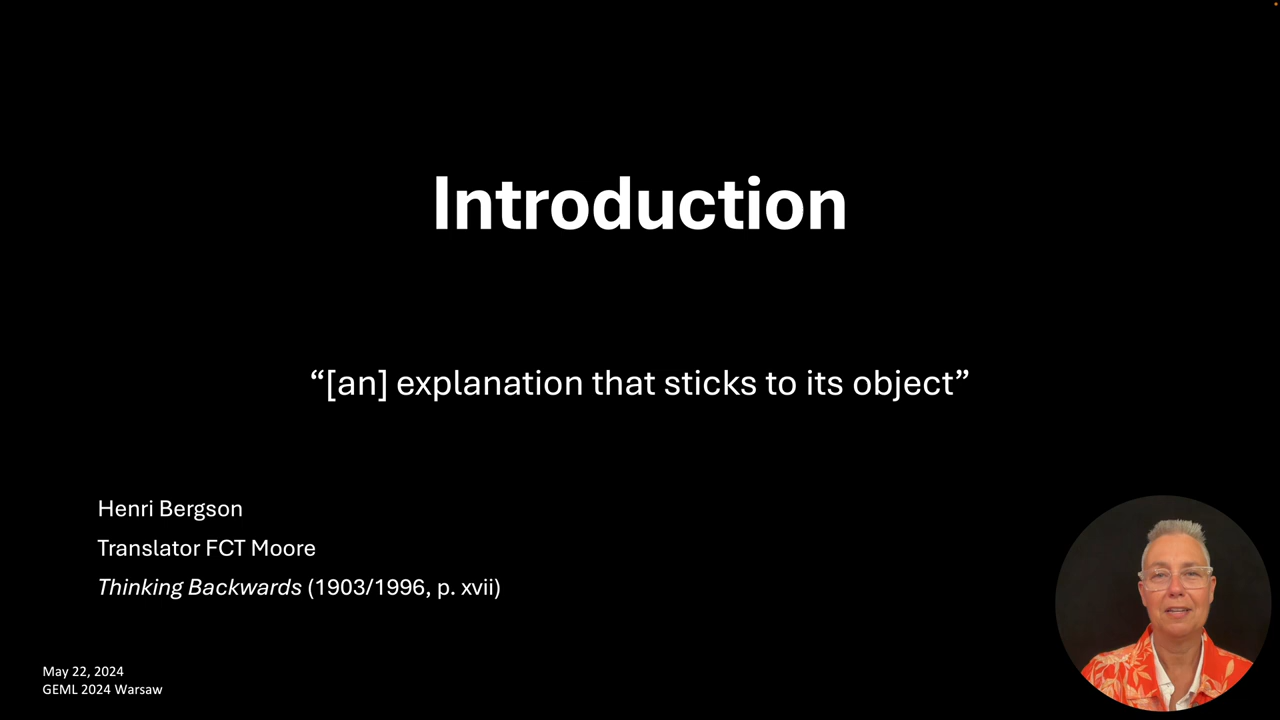 Introduction
“[an] explanation that sticks to its object”
Henri Bergson
Translator FCT Moore
Thinking Backwards (1903/1996, p. xvii)
May 22, 2024
GEML 2024 Warsaw